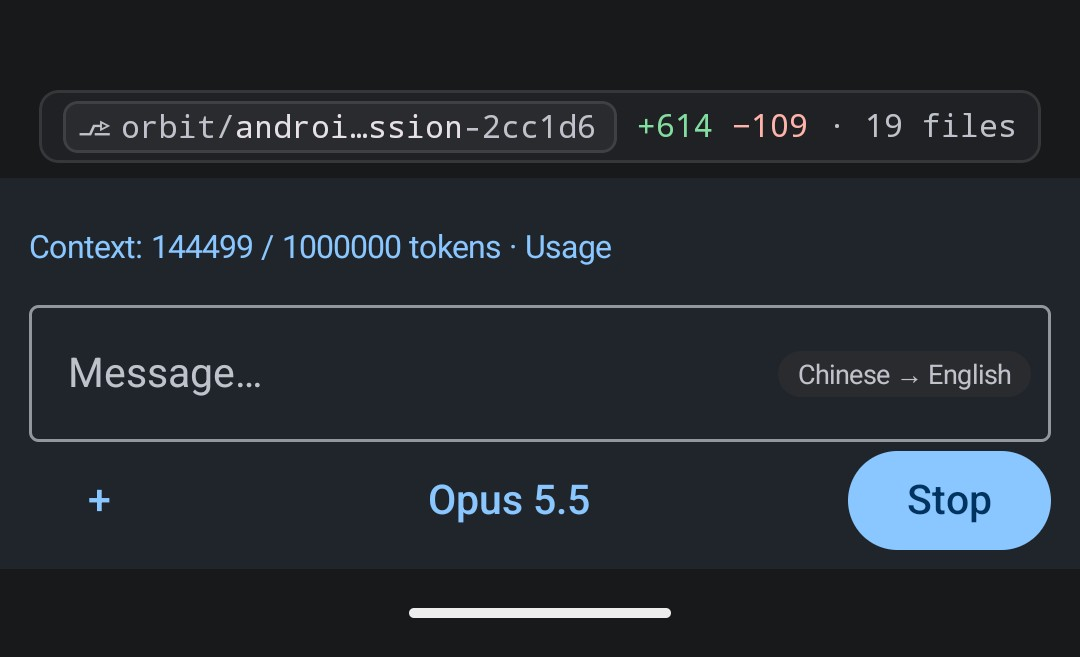 orbit/androi…ssion-2cc1d6 +614 −109 · 19 files
Context: 144499 / 1000000 tokens · Usage
Message…
Chinese → English
+
Opus 5.5
Stop